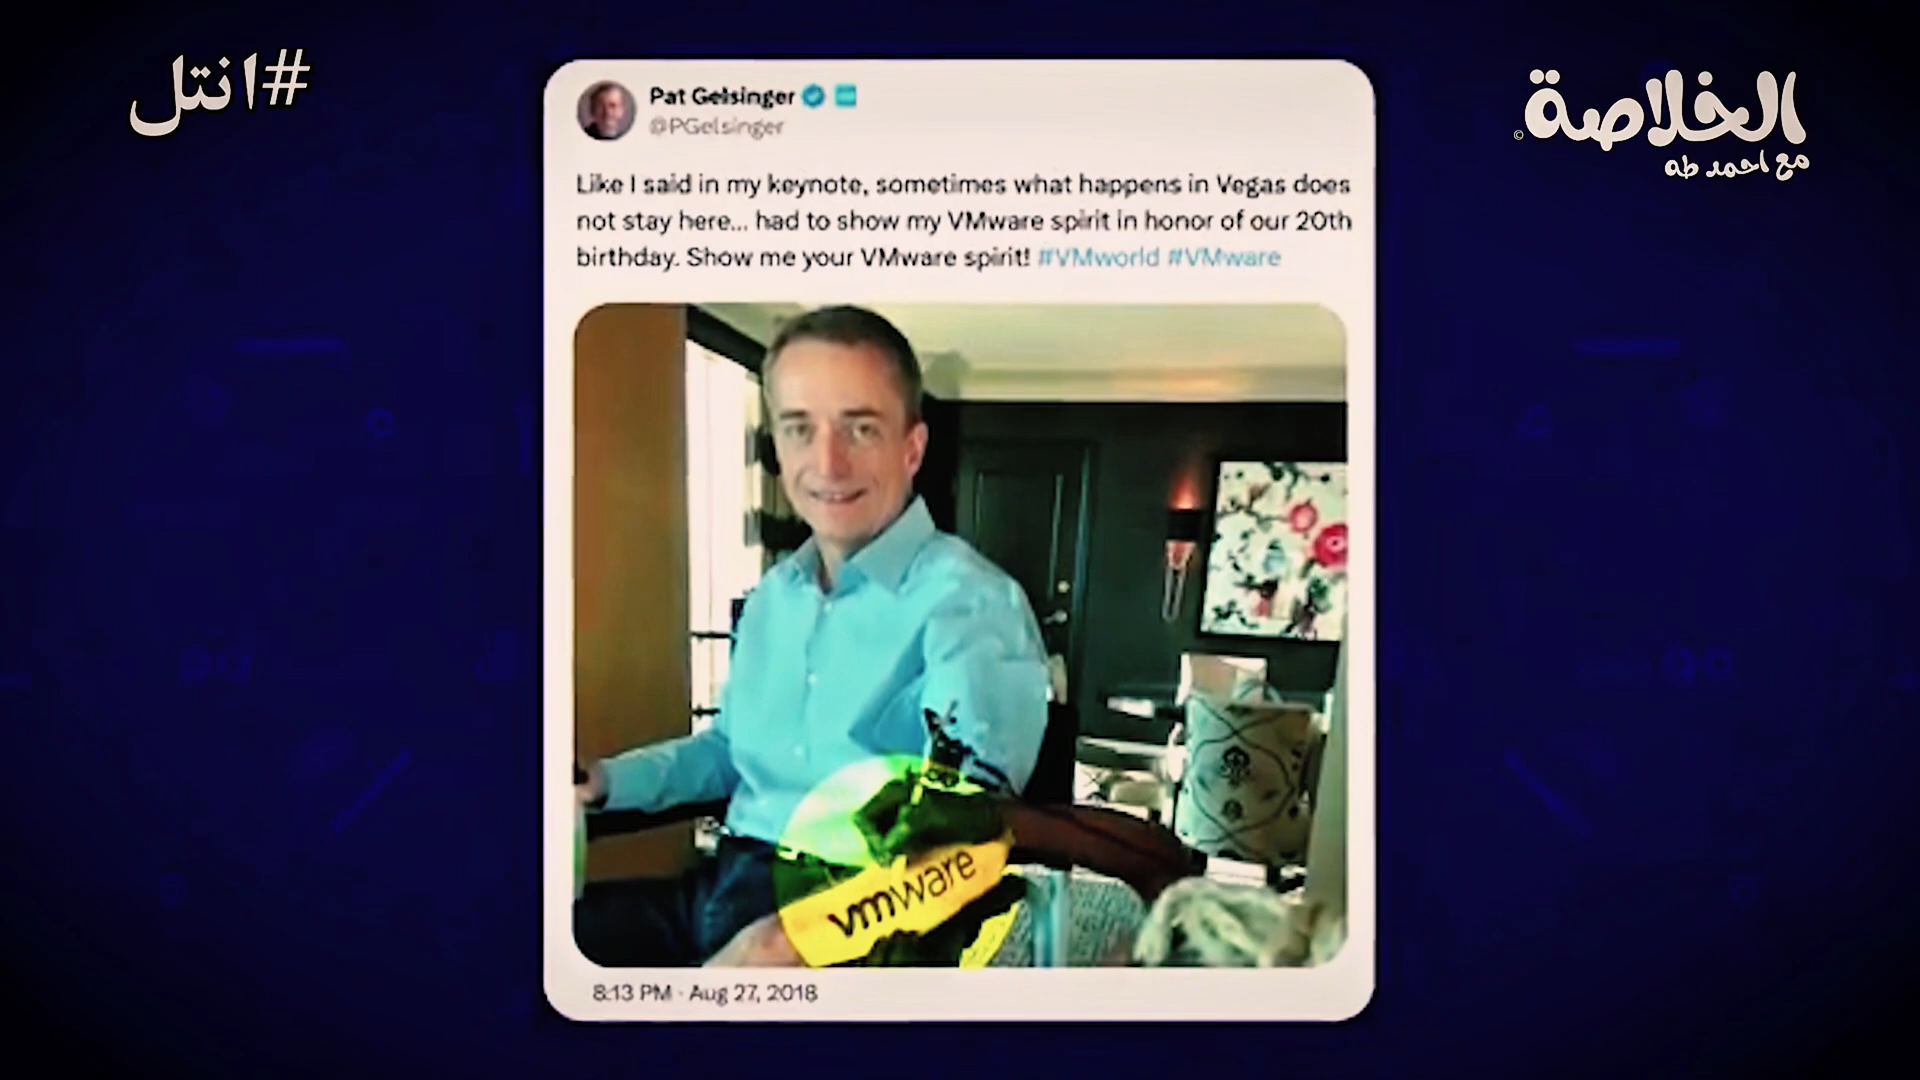 #انتل
الخلاصة
مع احمد طه
©
Pat Gelsinger
@PGelsinger
Like I said in my keynote, sometimes what happens in Vegas does
not stay here... had to show my VMware spirit in honor of our 20th
birthday. Show me your VMware spirit! #VMworld #VMware
vmware
8:13 PM · Aug 27, 2018